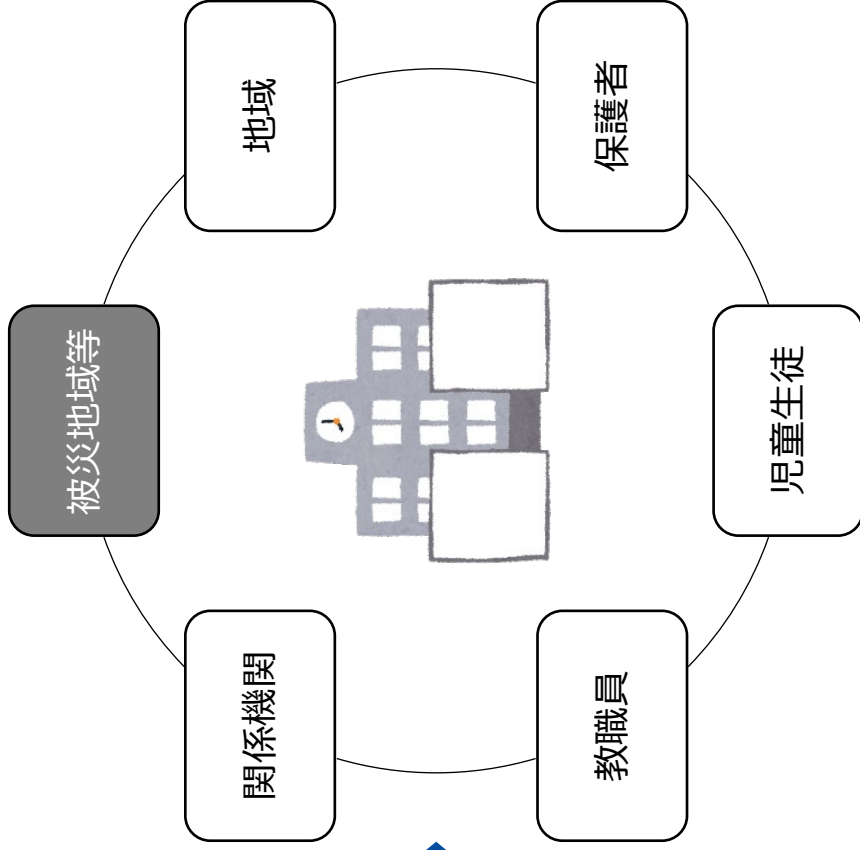 被災地域等
地域
保護者
児童生徒
教職員
関係機関